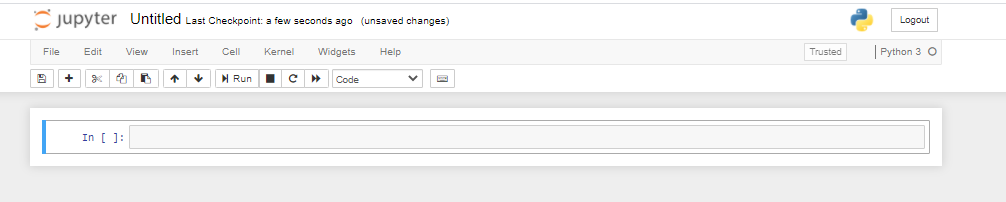 jupyter Untitled Last Checkpoint: a few seconds ago (unsaved changes) Logout
File Edit View Insert Cell Kernel Widgets Help Trusted Python 3
Run Code
In [ ]: